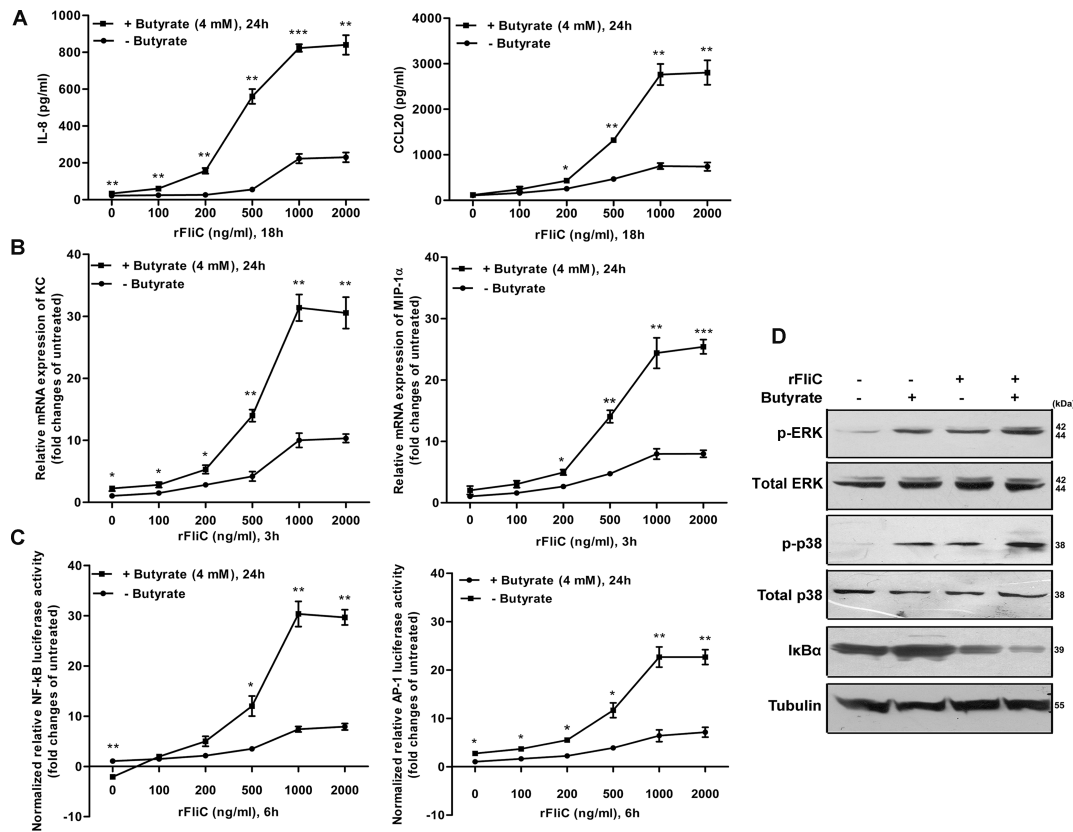 A
IL-8 (pg/ml)
1000
800
600
400
200
0
+ Butyrate (4 mM), 24h
- Butyrate
** ** ** ** *** **
0 100 200 500 1000 2000
rFliC (ng/ml), 18h
CCL20 (pg/ml)
4000
3000
2000
1000
0
+ Butyrate (4 mM), 24h
- Butyrate
* ** ** **
0 100 200 500 1000 2000
rFliC (ng/ml), 18h
B
Relative mRNA expression of KC
(fold changes of untreated)
40
30
20
10
0
+ Butyrate (4 mM), 24h
- Butyrate
* * * ** ** **
0 100 200 500 1000 2000
rFliC (ng/ml), 3h
Relative mRNA expression of MIP-1α
(fold changes of untreated)
40
30
20
10
0
+ Butyrate (4 mM), 24h
- Butyrate
* ** ** ***
0 100 200 500 1000 2000
rFliC (ng/ml), 3h
C
Normalized relative NF-kB luciferase activity
(fold changes of untreated)
40
30
20
10
0
-10
+ Butyrate (4 mM), 24h
- Butyrate
** * ** **
0 100 200 500 1000 2000
rFliC (ng/ml), 6h
Normalized relative AP-1 luciferase activity
(fold changes of untreated)
40
30
20
10
0
-10
+ Butyrate (4 mM), 24h
- Butyrate
* * * * ** **
0 100 200 500 1000 2000
rFliC (ng/ml), 6h
D
rFliC - - + +
Butyrate - + - +
(kDa)
p-ERK 42
44
Total ERK 42
44
p-p38 38
Total p38 38
IκBα 39
Tubulin 55